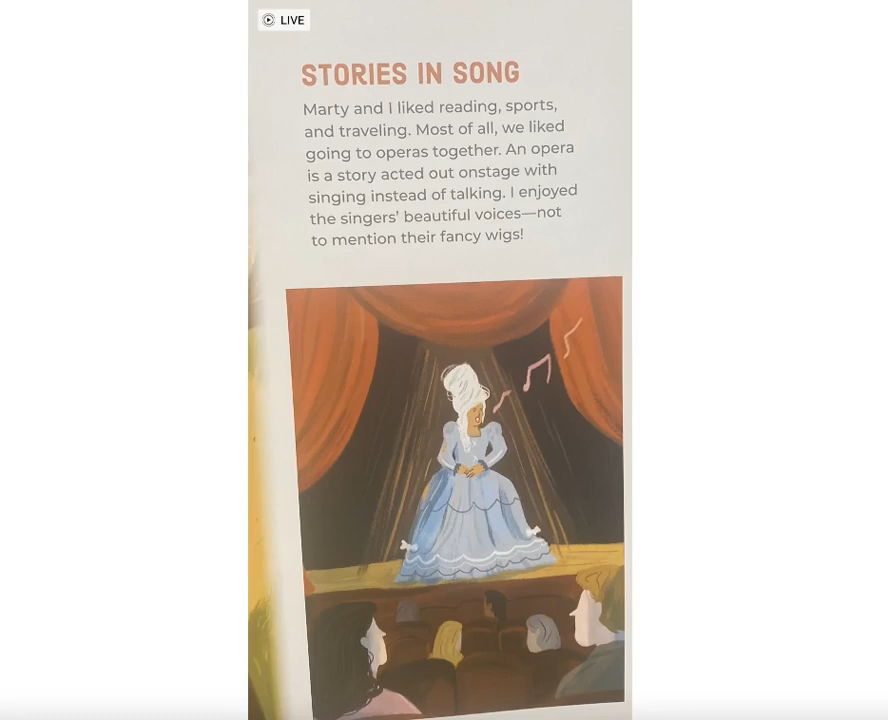 LIVE
STORIES IN SONG
Marty and I liked reading, sports,
and traveling. Most of all, we liked
going to operas together. An opera
is a story acted out onstage with
singing instead of talking. I enjoyed
the singers' beautiful voices—not
to mention their fancy wigs!